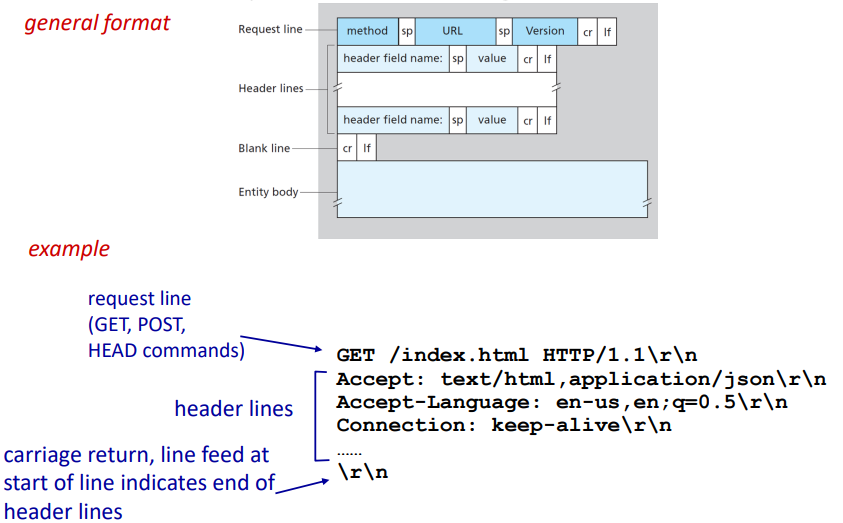 general format
Request line
method sp URL sp Version cr lf
header field name: sp value cr lf
Header lines
header field name: sp value cr lf
Blank line
cr lf
Entity body
example
request line
(GET, POST,
HEAD commands)
GET /index.html HTTP/1.1\r\n
Accept: text/html,application/json\r\n
Accept-Language: en-us,en;q=0.5\r\n
Connection: keep-alive\r\n
......
\r\n
header lines
carriage return, line feed at
start of line indicates end of
header lines